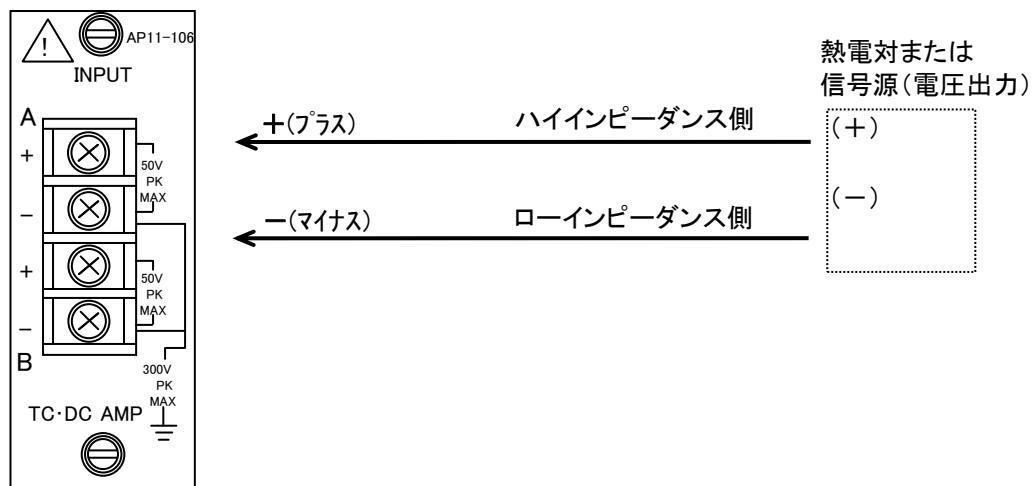 !
AP11-106
INPUT
A
+
50V
PK
MAX
−
+
50V
PK
MAX
−
B
300V
PK
MAX
TC･DC AMP
+(プラス)
ハイインピーダンス側
−(マイナス)
ローインピーダンス側
熱電対または
信号源(電圧出力)
(+)
(−)